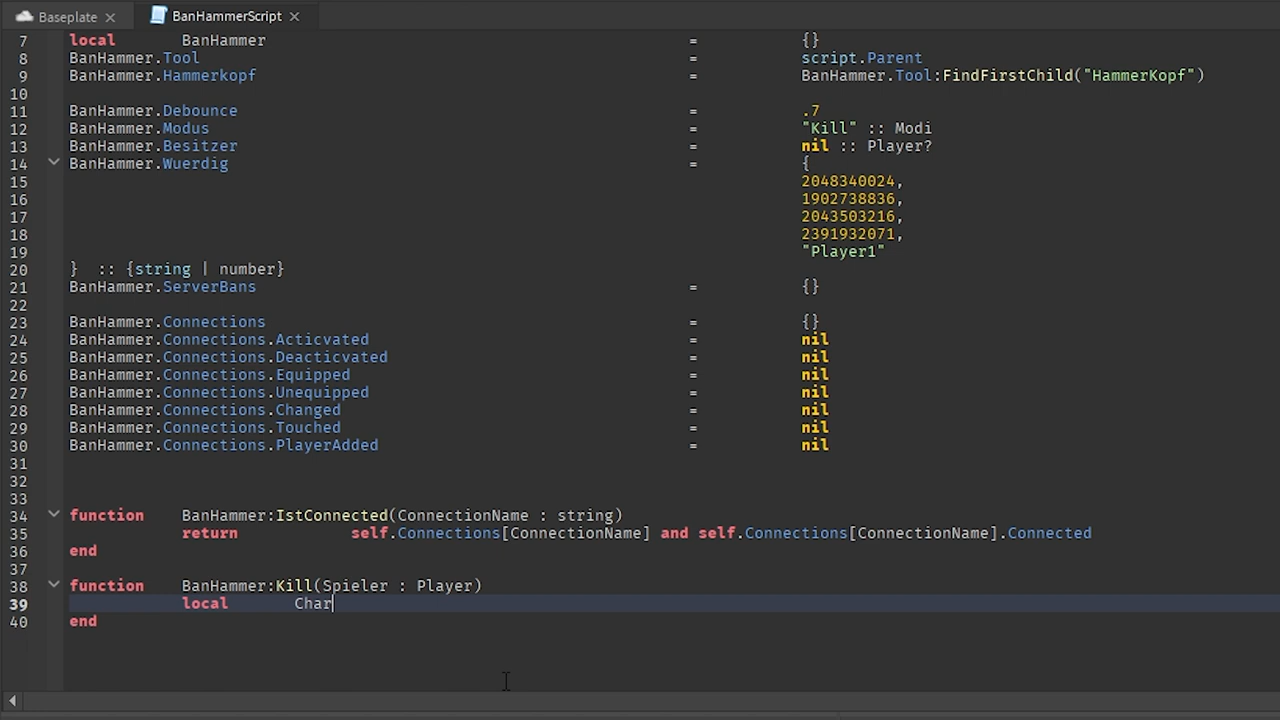 Baseplate BanHammerScript
7 local BanHammer = {}
8 BanHammer.Tool = script.Parent
9 BanHammer.Hammerkopf = BanHammer.Tool:FindFirstChild("HammerKopf")
10
11 BanHammer.Debounce = .7
12 BanHammer.Modus = "Kill" :: Modi
13 BanHammer.Besitzer = nil :: Player?
14 BanHammer.Wuerdig = {
15 2048340024,
16 1902738836,
17 2043503216,
18 2391932071,
19 "Player1"
20 } :: {string | number}
21 BanHammer.ServerBans = {}
22
23 BanHammer.Connections = {}
24 BanHammer.Connections.Acticvated = nil
25 BanHammer.Connections.Deacticvated = nil
26 BanHammer.Connections.Equipped = nil
27 BanHammer.Connections.Unequipped = nil
28 BanHammer.Connections.Changed = nil
29 BanHammer.Connections.Touched = nil
30 BanHammer.Connections.PlayerAdded = nil
31
32
33
34 function BanHammer:IstConnected(ConnectionName : string)
35 return self.Connections[ConnectionName] and self.Connections[ConnectionName].Connected
36 end
37
38 function BanHammer:Kill(Spieler : Player)
39 local Char
40 end